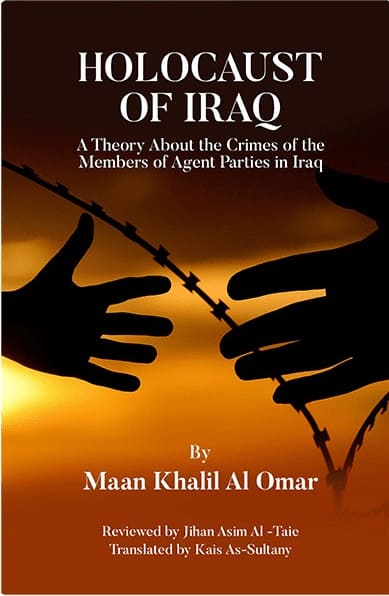 HOLOCAUST
OF IRAQ
A Theory About the Crimes of the
Members of Agent Parties in Iraq
By
Maan Khalil Al Omar
Reviewed by Jihan Asim Al -Taie
Translated by Kais As-Sultany